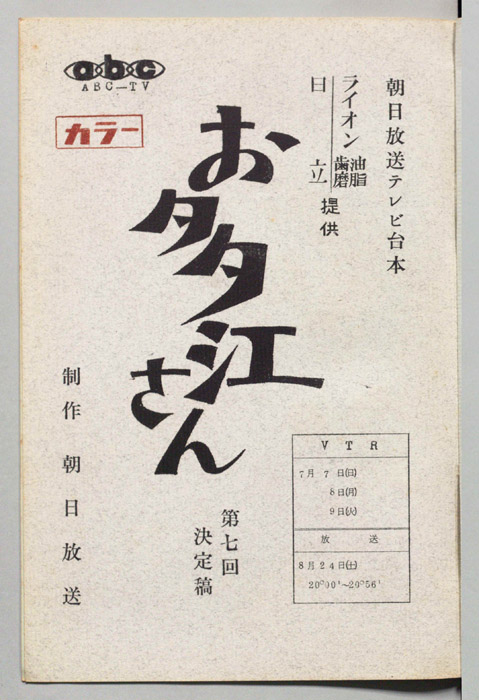 朝日放送テレビ台本
ライオン 油脂 歯磨
日立
提供
abc
ABC—TV
カラー
お多江さん
第七回
決定稿
制作 朝日放送
VTR
7月 7日(日)
8日(月)
9日(火)
放送
8月24日(土)
20°00'~20°56'